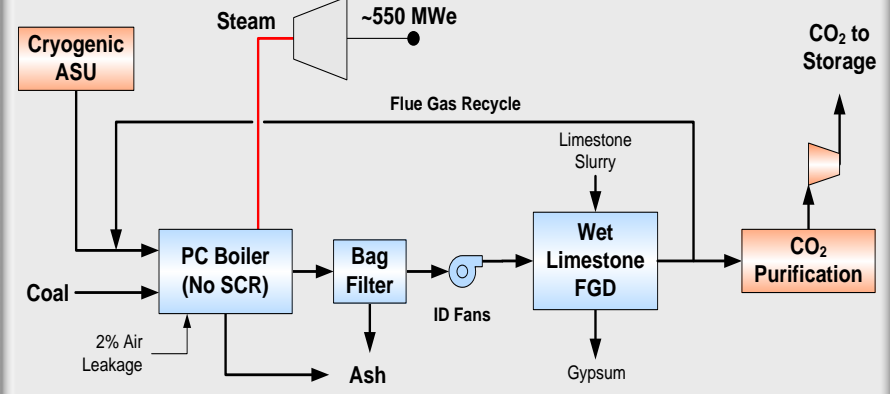 Steam
~550 MWe
Cryogenic
ASU
CO₂ to
Storage
Flue Gas Recycle
Limestone
Slurry
PC Boiler
(No SCR)
Bag
Filter
ID Fans
Wet
Limestone
FGD
CO₂
Purification
Coal
2% Air
Leakage
Ash
Gypsum